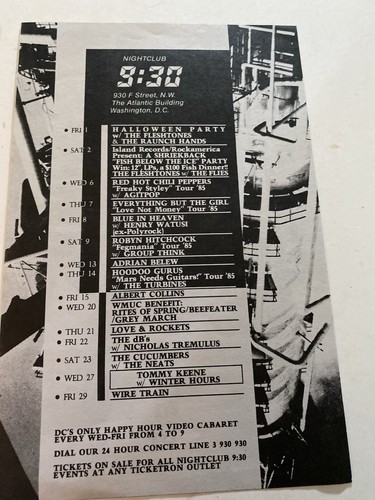 NIGHTCLUB
9:30
930 F Street, N.W.
The Atlantic Building
Washington, D.C.
• FRI 1 HALLOWEEN PARTY
w/ THE FLESHTONES
& THE RAUNCH HANDS
• SAT 2 Island Records/Rockamerica
Present: A SHRIEKBACK
"FISH BELOW THE ICE" PARTY
Win: 12", LPs, a $100 Fish Dinner!!
THE FLESHTONES w/ THE FLIES
• WED 6 RED HOT CHILI PEPPERS
"Freaky Styley" Tour '85
w/ AGITPOP
• THU 7 EVERYTHING BUT THE GIRL
"Love Not Money" Tour '85
• FRI 8 BLUE IN HEAVEN
w/ HENRY WATUSI
(ex-Polyrock)
• SAT 9 ROBYN HITCHCOCK
"Fegmania" Tour '85
w/ GROUP THINK
• WED 13 ADRIAN BELEW
• THU 14 HOODOO GURUS
"Mars Needs Guitars!" Tour '85
w/ THE TURBINES
• FRI 15 ALBERT COLLINS
• WED 20 WMUC BENEFIT:
RITES OF SPRING/BEEFEATER
/GREY MARCH
• THU 21 LOVE & ROCKETS
• FRI 22 THE dB's
w/ NICHOLAS TREMULUS
• SAT 23 THE CUCUMBERS
w/ THE NEATS
• WED 27 TOMMY KEENE
w/ WINTER HOURS
• FRI 29 WIRE TRAIN
DC'S ONLY HAPPY HOUR VIDEO CABARET
EVERY WED-FRI FROM 4 TO 9
DIAL OUR 24 HOUR CONCERT LINE 3 930 930
TICKETS ON SALE FOR ALL NIGHTCLUB 9:30
EVENTS AT ANY TICKETRON OUTLET